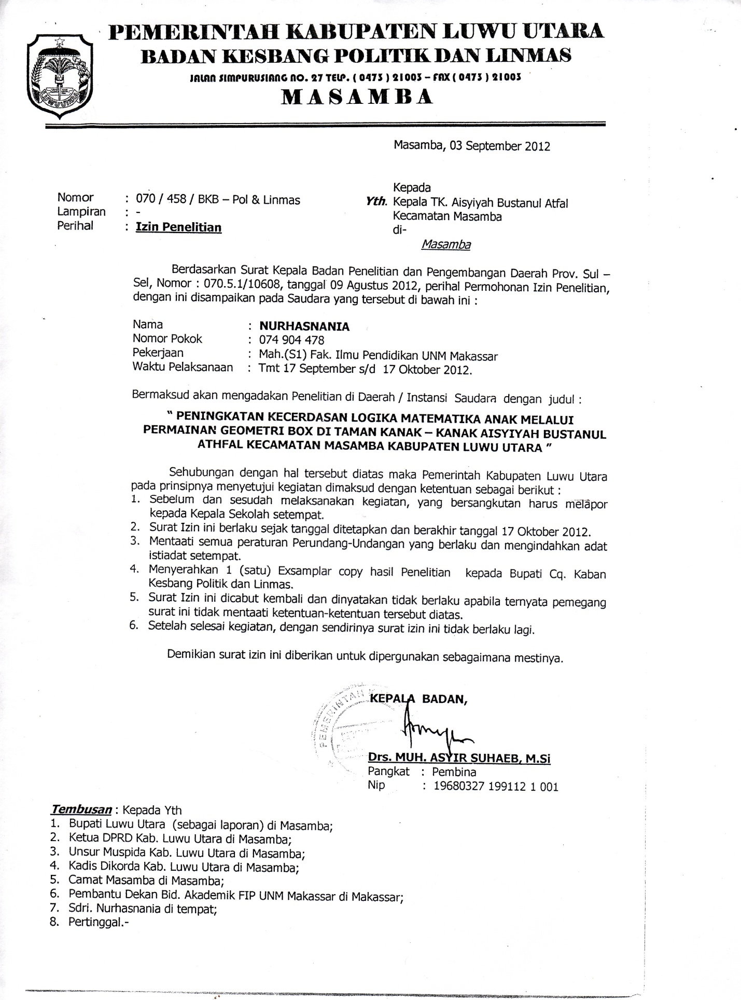 PEMERINTAH KABUPATEN LUWU UTARA
BADAN KESBANG POLITIK DAN LINMAS
JALAN SIMPURUSIANG NO. 27 TELP. ( 0473 ) 21003 – FAX ( 0473 ) 21003
MASAMBA
LUWU UTARA
Masamba, 03 September 2012
Kepada
Nomor : 070 / 458 / BKB – Pol & Linmas
Yth. Kepala TK. Aisyiyah Bustanul Atfal
Lampiran : -
Kecamatan Masamba
Perihal : Izin Penelitian
di-
Masamba
Berdasarkan Surat Kepala Badan Penelitian dan Pengembangan Daerah Prov. Sul –
Sel, Nomor : 070.5.1/10608, tanggal 09 Agustus 2012, perihal Permohonan Izin Penelitian,
dengan ini disampaikan pada Saudara yang tersebut di bawah ini :
Nama : NURHASNANIA
Nomor Pokok : 074 904 478
Pekerjaan : Mah.(S1) Fak. Ilmu Pendidikan UNM Makassar
Waktu Pelaksanaan : Tmt 17 September s/d 17 Oktober 2012.
Bermaksud akan mengadakan Penelitian di Daerah / Instansi Saudara dengan judul :
“ PENINGKATAN KECERDASAN LOGIKA MATEMATIKA ANAK MELALUI
PERMAINAN GEOMETRI BOX DI TAMAN KANAK – KANAK AISYIYAH BUSTANUL
ATHFAL KECAMATAN MASAMBA KABUPATEN LUWU UTARA ”
Sehubungan dengan hal tersebut diatas maka Pemerintah Kabupaten Luwu Utara
pada prinsipnya menyetujui kegiatan dimaksud dengan ketentuan sebagai berikut :
1. Sebelum dan sesudah melaksanakan kegiatan, yang bersangkutan harus melapor
kepada Kepala Sekolah setempat.
2. Surat Izin ini berlaku sejak tanggal ditetapkan dan berakhir tanggal 17 Oktober 2012.
3. Mentaati semua peraturan Perundang-Undangan yang berlaku dan mengindahkan adat
istiadat setempat.
4. Menyerahkan 1 (satu) Exsamplar copy hasil Penelitian kepada Bupati Cq. Kaban
Kesbang Politik dan Linmas.
5. Surat Izin ini dicabut kembali dan dinyatakan tidak berlaku apabila ternyata pemegang
surat ini tidak mentaati ketentuan-ketentuan tersebut diatas.
6. Setelah selesai kegiatan, dengan sendirinya surat izin ini tidak berlaku lagi.
Demikian surat izin ini diberikan untuk dipergunakan sebagaimana mestinya.
PEMERINTAH
KEPALA BADAN,
Drs. MUH. ASYIR SUHAEB, M.Si
Pangkat : Pembina
Nip : 19680327 199112 1 001
Tembusan : Kepada Yth
1. Bupati Luwu Utara (sebagai laporan) di Masamba;
2. Ketua DPRD Kab. Luwu Utara di Masamba;
3. Unsur Muspida Kab. Luwu Utara di Masamba;
4. Kadis Dikorda Kab. Luwu Utara di Masamba;
5. Camat Masamba di Masamba;
6. Pembantu Dekan Bid. Akademik FIP UNM Makassar di Makassar;
7. Sdri. Nurhasnania di tempat;
8. Pertinggal.-